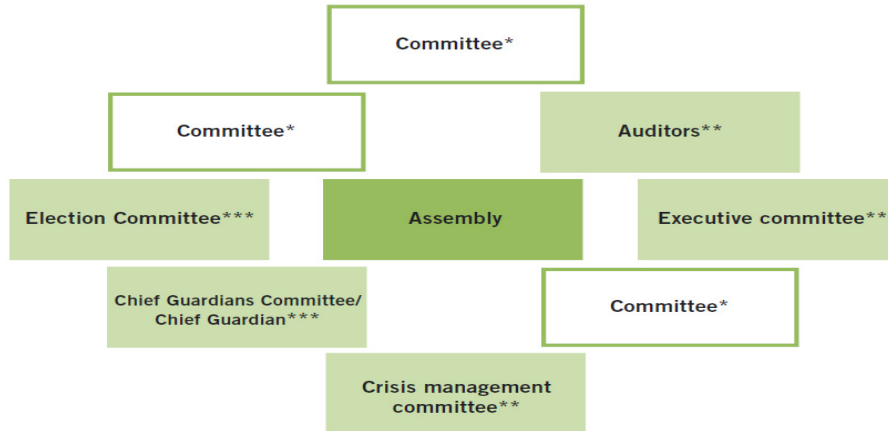 Committee*
Committee*
Auditors**
Election Committee***
Assembly
Executive committee**
Chief Guardians Committee/
Chief Guardian***
Committee*
Crisis management
committee**